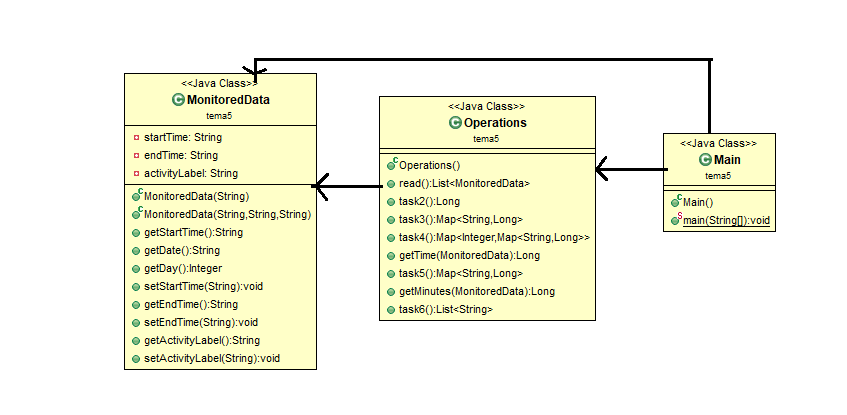 <<Java Class>>
MonitoredData
tema5
startTime: String
endTime: String
activityLabel: String
MonitoredData(String)
MonitoredData(String,String,String)
getStartTime():String
getDate():String
getDay():Integer
setStartTime(String):void
getEndTime():String
setEndTime(String):void
getActivityLabel():String
setActivityLabel(String):void
<<Java Class>>
Operations
tema5
Operations()
read():List<MonitoredData>
task2():Long
task3():Map<String,Long>
task4():Map<Integer,Map<String,Long>>
getTime(MonitoredData):Long
task5():Map<String,Long>
getMinutes(MonitoredData):Long
task6():List<String>
<<Java Class>>
Main
tema5
Main()
main(String[]):void